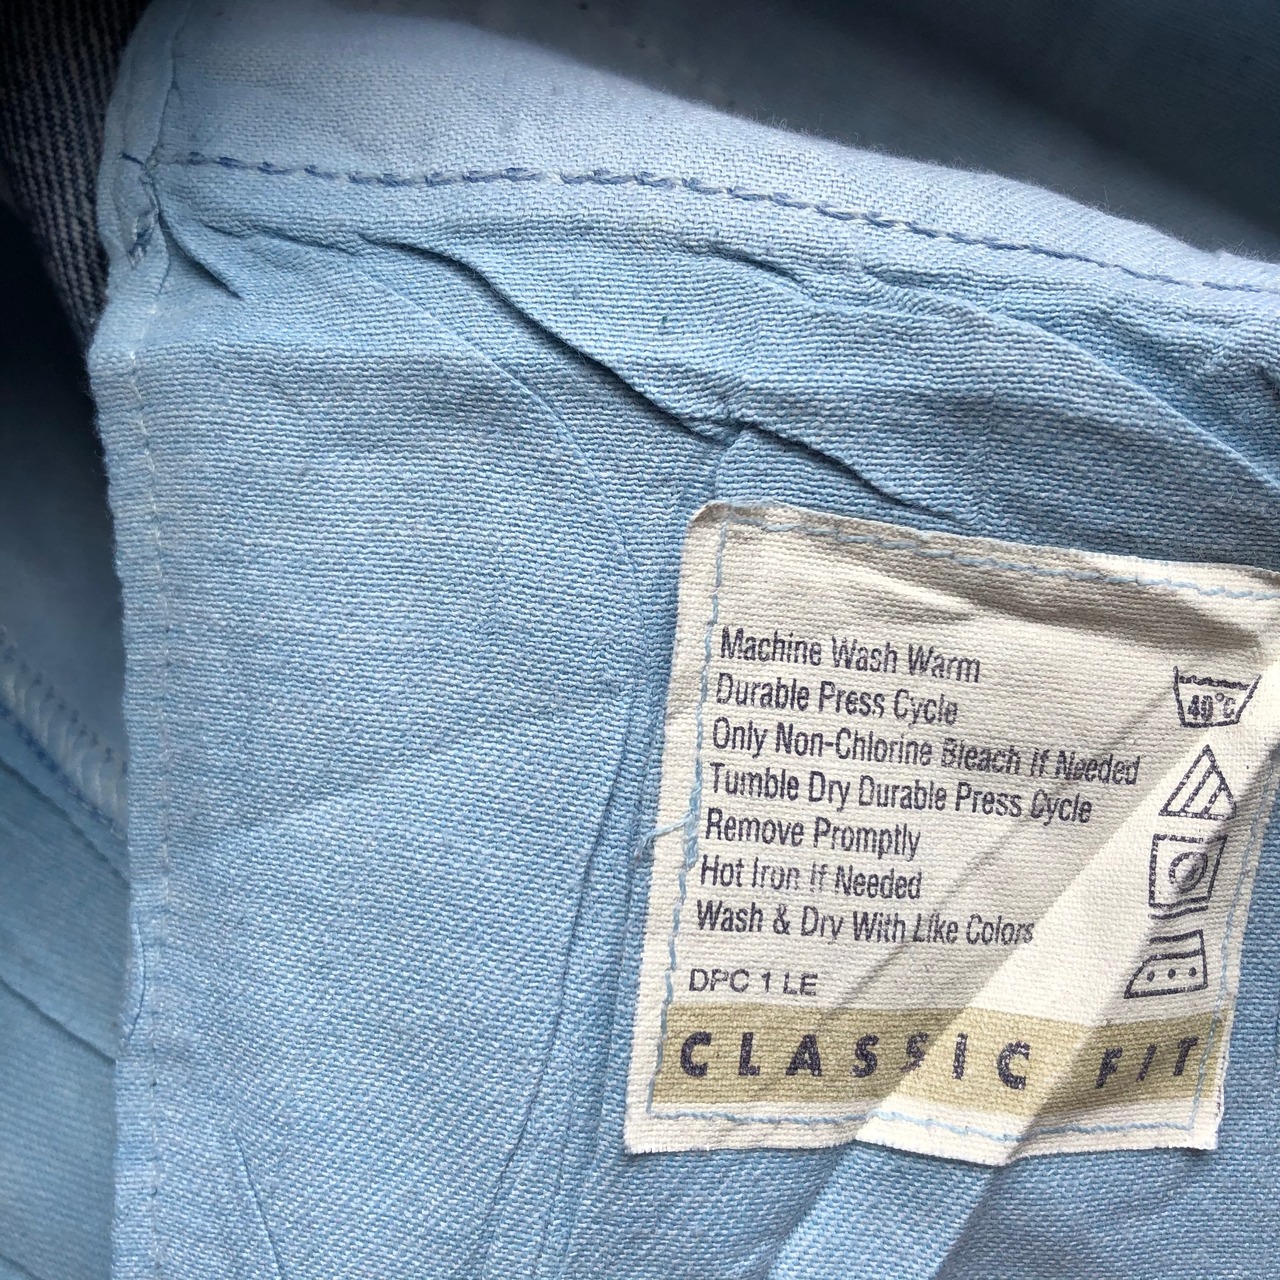 Machine Wash Warm
Durable Press Cycle
Only Non-Chlorine Bleach If Needed
Tumble Dry Durable Press Cycle
Remove Promptly
Hot Iron If Needed
Wash & Dry With Like Colors
DPC 1 LE
CLASSIC FIT
40°C